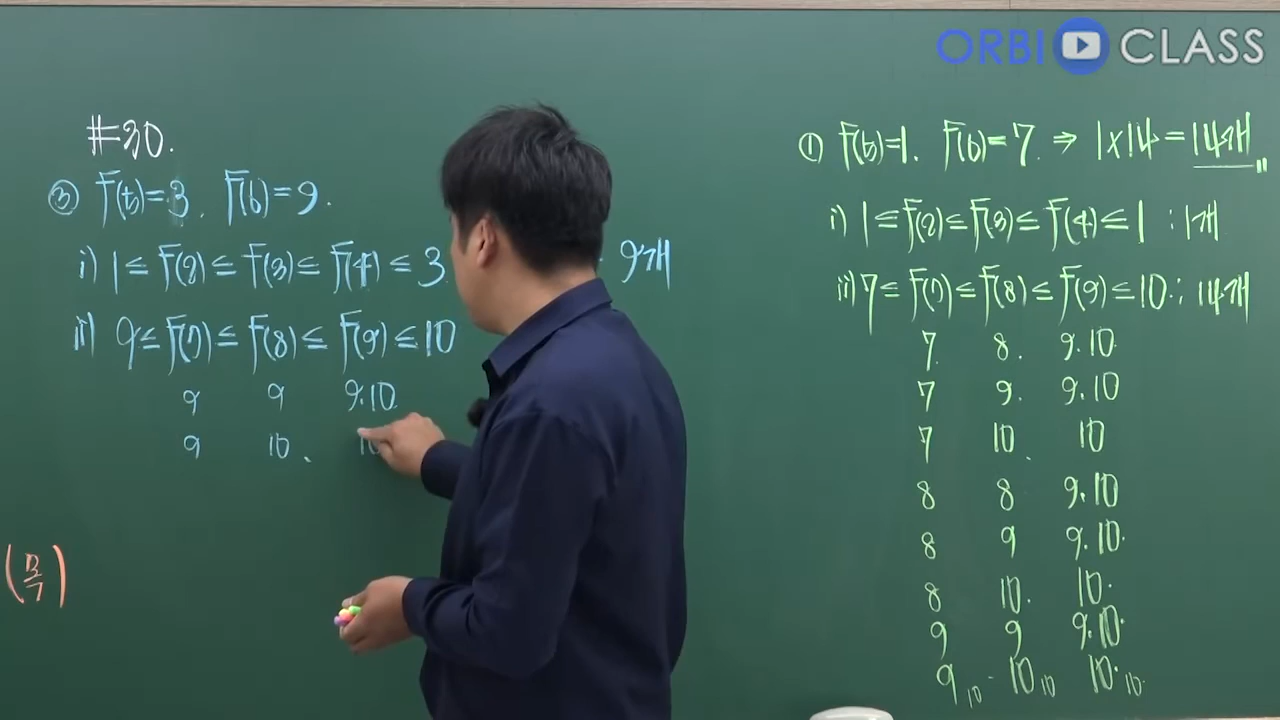 ORBI CLASS
#30.
③ f(5)=3, f(6)=9.
i) 1≤f(2)≤f(3)≤f(4)≤3 9개
ii) 9≤f(7)≤f(8)≤f(9)≤10
9 9 9.10.
9 10. 10
① f(5)=1. f(6)=7. ⇒ 1×14=14개
i) 1≤f(2)≤f(3)≤f(4)≤1 : 1개
ii) 7≤f(7)≤f(8)≤f(9)≤10 : 14개
7. 8. 9.10.
7 9. 9.10
7 10. 10
8 8 9.10
8 9 9.10.
8 10. 10.
9 9 9.10.
9 10 . 10 10 10. 10.